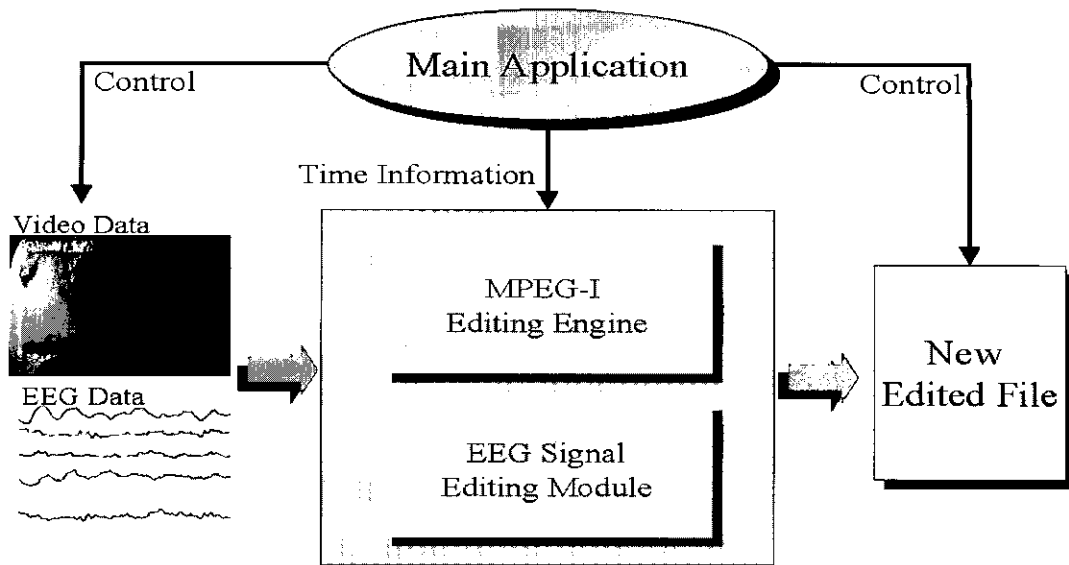 Main Application
Control
Control
Time Information
Video Data
MPEG-I
Editing Engine
New
Edited File
EEG Data
EEG Signal
Editing Module